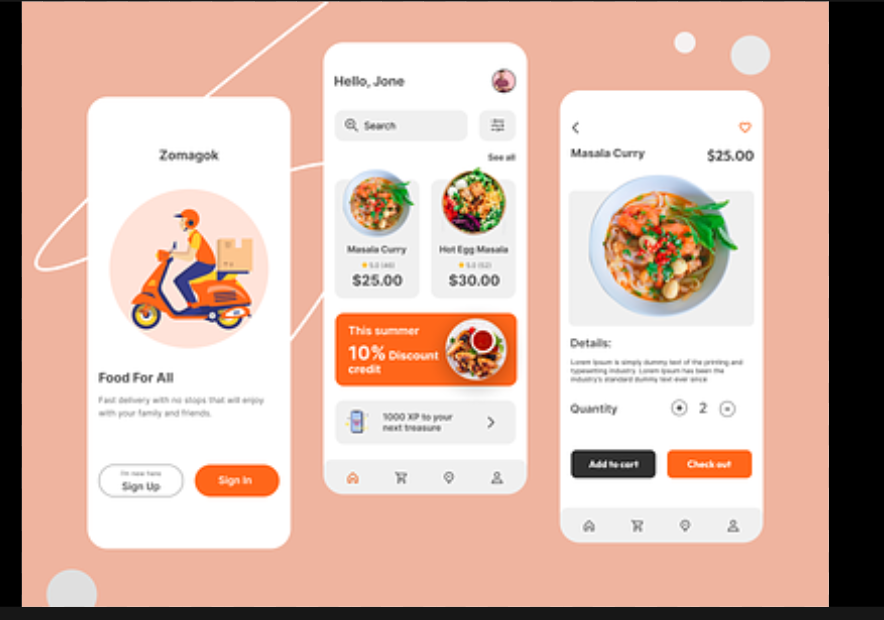 Zomagok
Food For All
Fast delivery with no stops that will enjoy
with your family and friends.
I'm new here
Sign Up
Sign In
Hello, Jone
Search
See all
Masala Curry
5.0 (48)
$25.00
Hot Egg Masala
5.0 (52)
$30.00
This summer
10% Discount
credit
1000 XP to your
next treasure
Masala Curry
$25.00
Details:
Lorem Ipsum is simply dummy text of the printing and
typesetting industry. Lorem Ipsum has been the
industry's standard dummy text ever since
Quantity
2
Add to cart
Check out